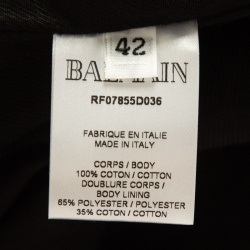 42
BALMAIN
RF07855D036
FABRIQUE EN ITALIE
MADE IN ITALY
CORPS / BODY
100% COTON / COTTON
DOUBLURE CORPS /
BODY LINING
65% POLYESTER / POLYESTER
35% COTON / COTTON